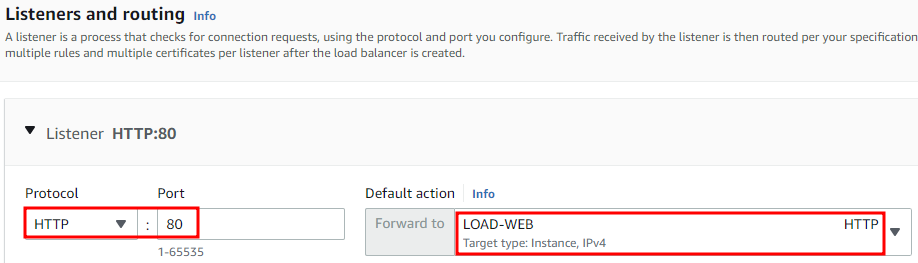 Listeners and routing Info
A listener is a process that checks for connection requests, using the protocol and port you configure. Traffic received by the listener is then routed per your specification
multiple rules and multiple certificates per listener after the load balancer is created.
Listener HTTP:80
Protocol Port Default action Info
HTTP : 80 Forward to LOAD-WEB HTTP
1-65535 Target type: Instance, IPv4